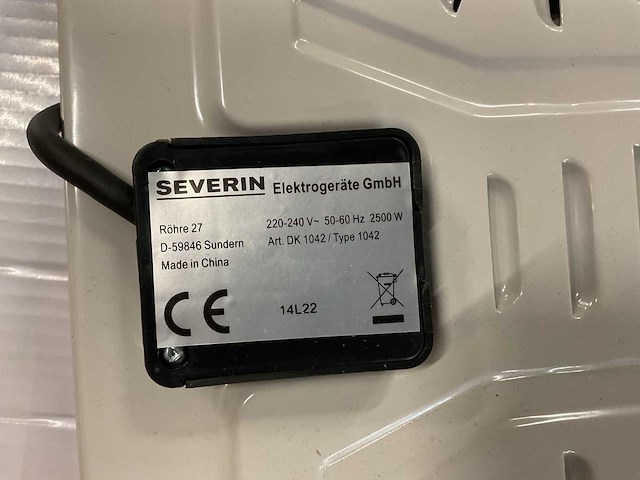 SEVERIN Elektrogeräte GmbH
Röhre 27 220-240 V~ 50-60 Hz 2500 W
D-59846 Sundern Art. DK 1042 / Type 1042
Made in China
CE 14L22